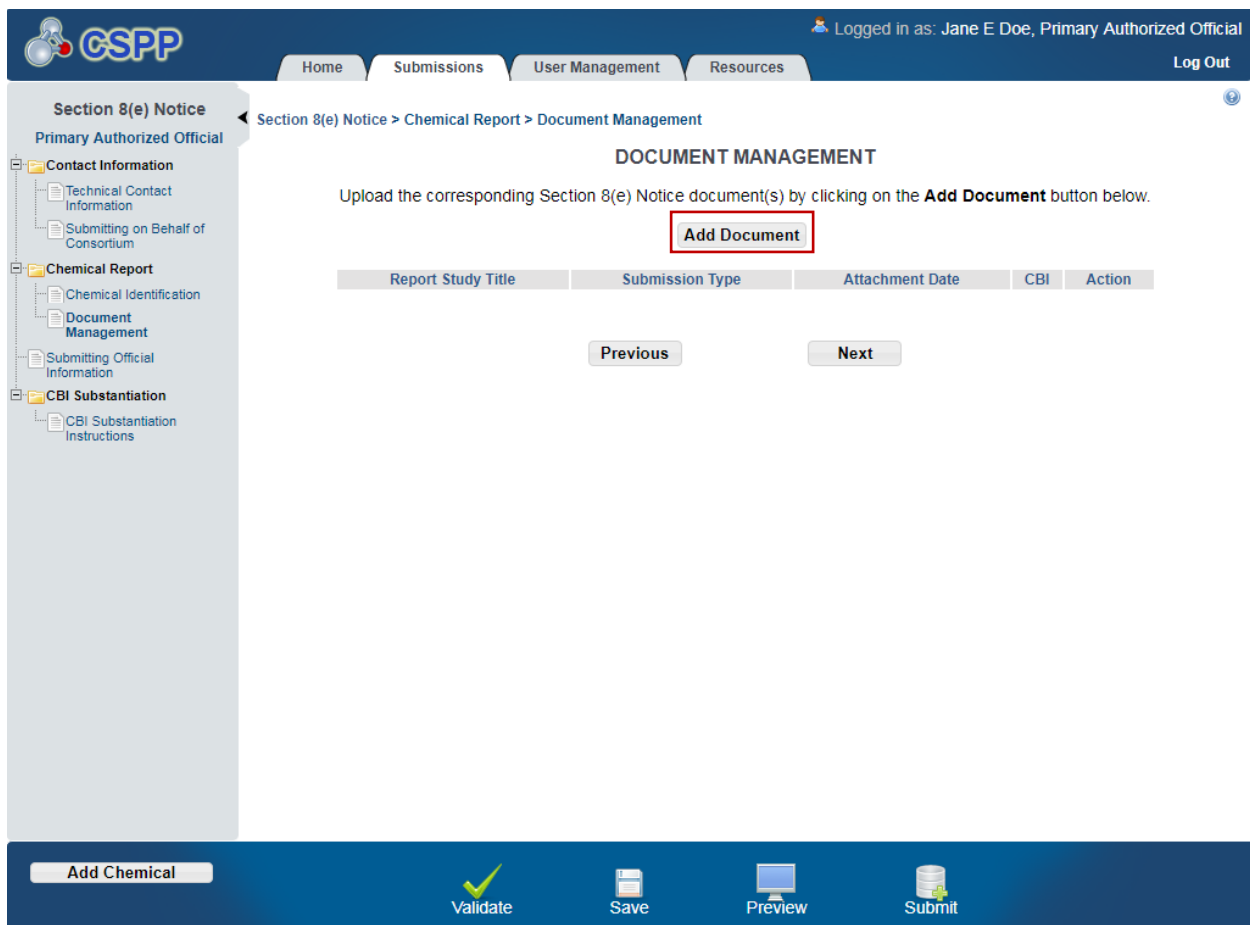 CSPP
Logged in as: Jane E Doe, Primary Authorized Official
Home Submissions User Management Resources
Log Out
Section 8(e) Notice
Primary Authorized Official
Contact Information
Technical Contact
Information
Submitting on Behalf of
Consortium
Chemical Report
Chemical Identification
Document
Management
Submitting Official
Information
CBI Substantiation
CBI Substantiation
Instructions
Section 8(e) Notice > Chemical Report > Document Management
DOCUMENT MANAGEMENT
Upload the corresponding Section 8(e) Notice document(s) by clicking on the Add Document button below.
Add Document
Report Study Title Submission Type Attachment Date CBI Action
Previous Next
Add Chemical
Validate Save Preview Submit